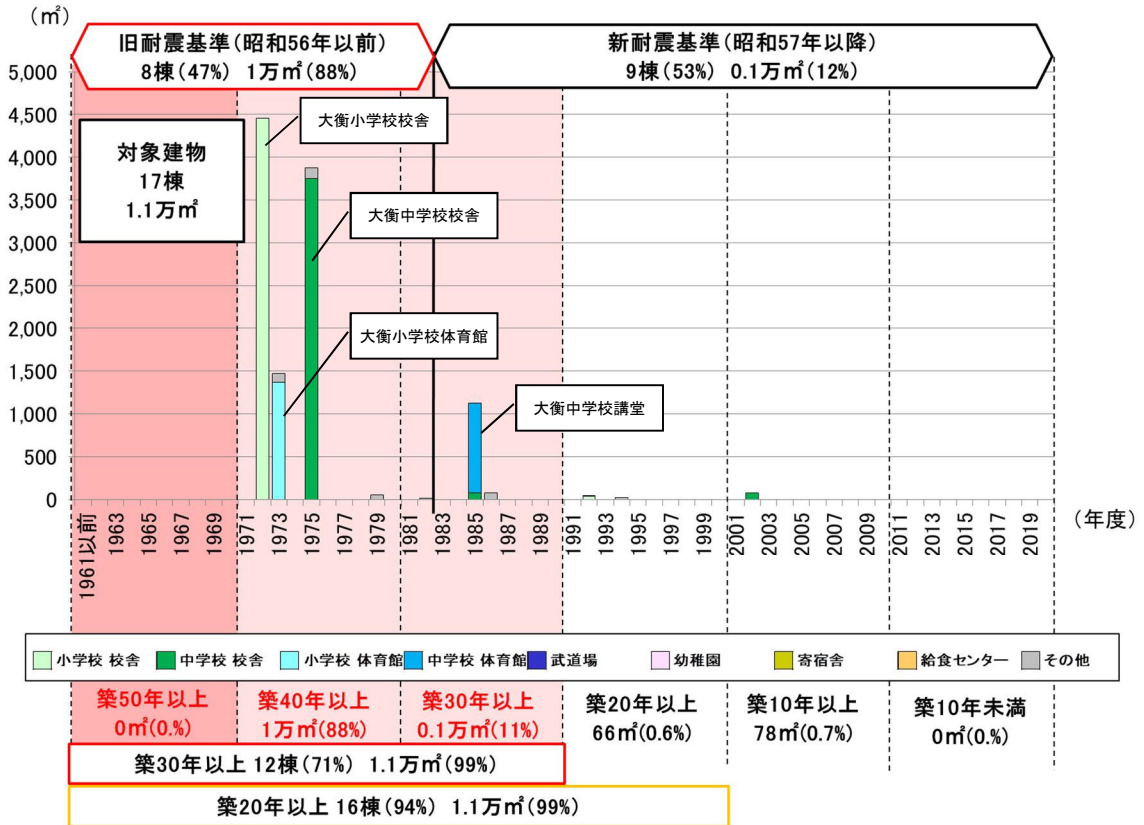 (㎡)
旧耐震基準(昭和56年以前)
8棟(47%) 1万㎡(88%)
新耐震基準(昭和57年以降)
9棟(53%) 0.1万㎡(12%)
5,000
4,500
4,000
3,500
3,000
2,500
2,000
1,500
1,000
500
0
対象建物
17棟
1.1万㎡
大衡小学校校舎
大衡中学校校舎
大衡小学校体育館
大衡中学校講堂
1961以前
1963
1965
1967
1969
1971
1973
1975
1977
1979
1981
1983
1985
1987
1989
1991
1993
1995
1997
1999
2001
2003
2005
2007
2009
2011
2013
2015
2017
2019
(年度)
小学校 校舎 中学校 校舎 小学校 体育館 中学校 体育館 武道場 幼稚園 寄宿舎 給食センター その他
築50年以上
0㎡(0.%)
築40年以上
1万㎡(88%)
築30年以上
0.1万㎡(11%)
築20年以上
66㎡(0.6%)
築10年以上
78㎡(0.7%)
築10年未満
0㎡(0.%)
築30年以上 12棟(71%) 1.1万㎡(99%)
築20年以上 16棟(94%) 1.1万㎡(99%)